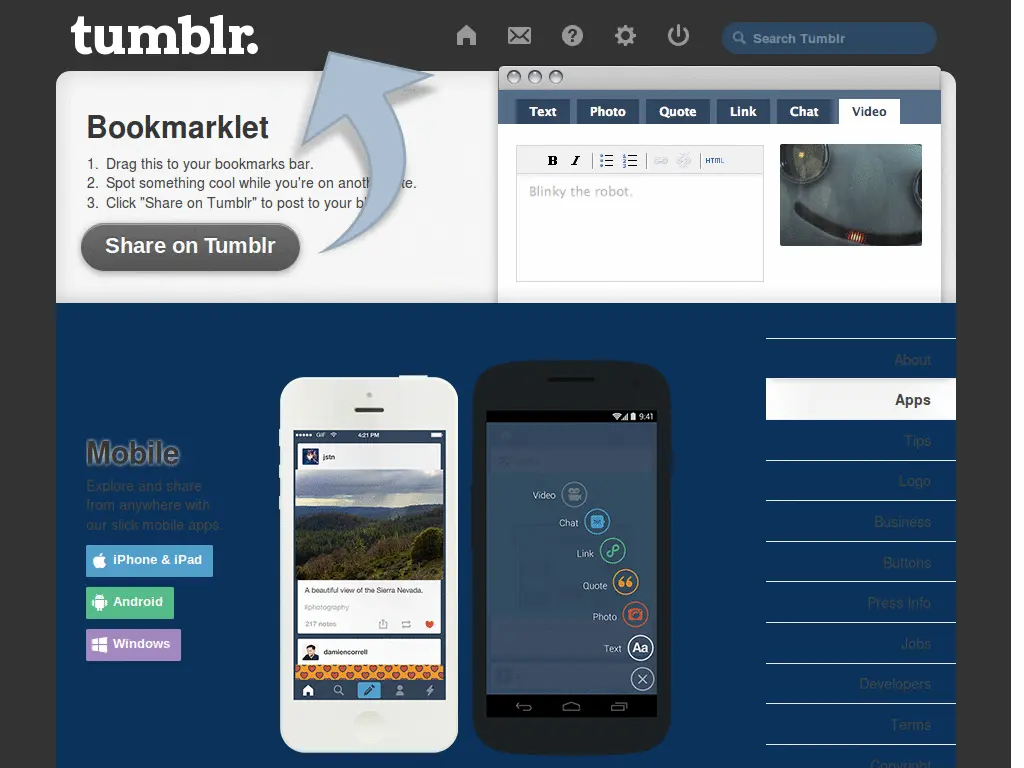 tumblr.
Search Tumblr
Bookmarklet
1. Drag this to your bookmarks bar.
2. Spot something cool while you're on
3. Click "Share on Tumblr" to post to your
Share on Tumblr
Text Photo Quote Link Chat Video
B I HTML
Blinky the robot.
Mobile
Explore and share
from anywhere with
our slick mobile apps.
iPhone & iPad
Android
Windows
GIF 4:21 PM
jstn
A beautiful view of the Sierra Nevada.
#photography
217 notes
damiencorrell
9:41
Video
Chat
Link
Quote
Photo
Text Aa
About
Apps
Tips
Logo
Business
Buttons
Press Info
Jobs
Developers
Terms
Copyright